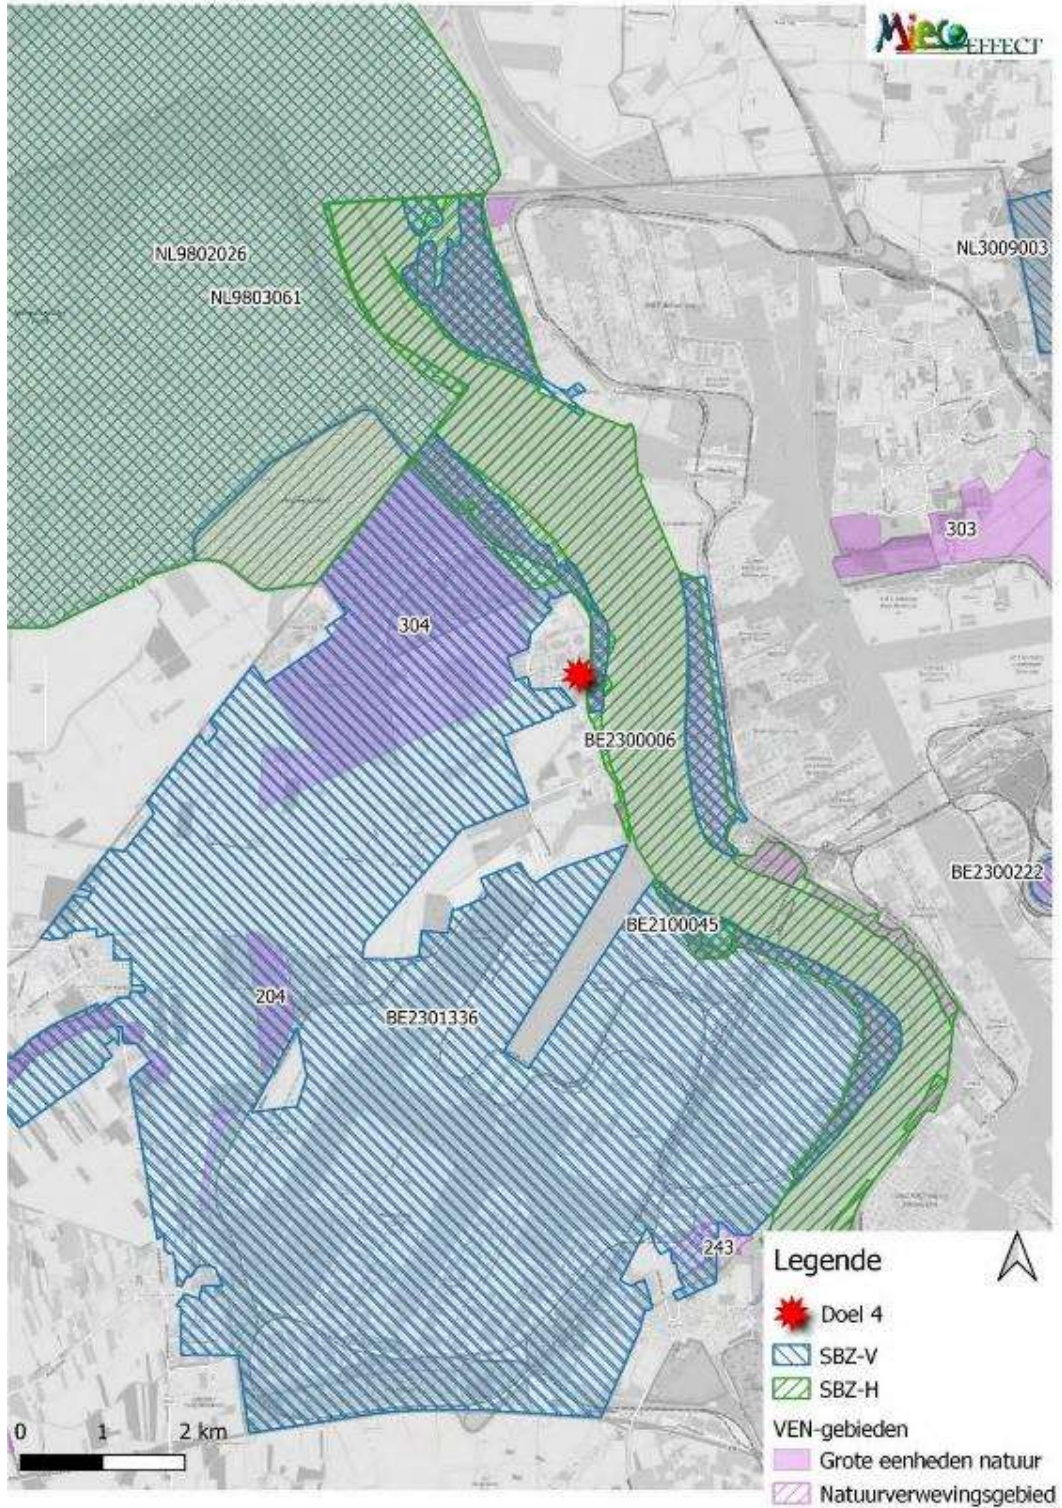 Mieco EFFECT
NL9802026
NL3009003
NL9803061
303
304
BE2300006
BE2300222
BE2100045
204
BE2301336
243
Legende
Doel 4
SBZ-V
SBZ-H
VEN-gebieden
Grote eenheden natuur
Natuurverwevingsgebied
0 1 2 km